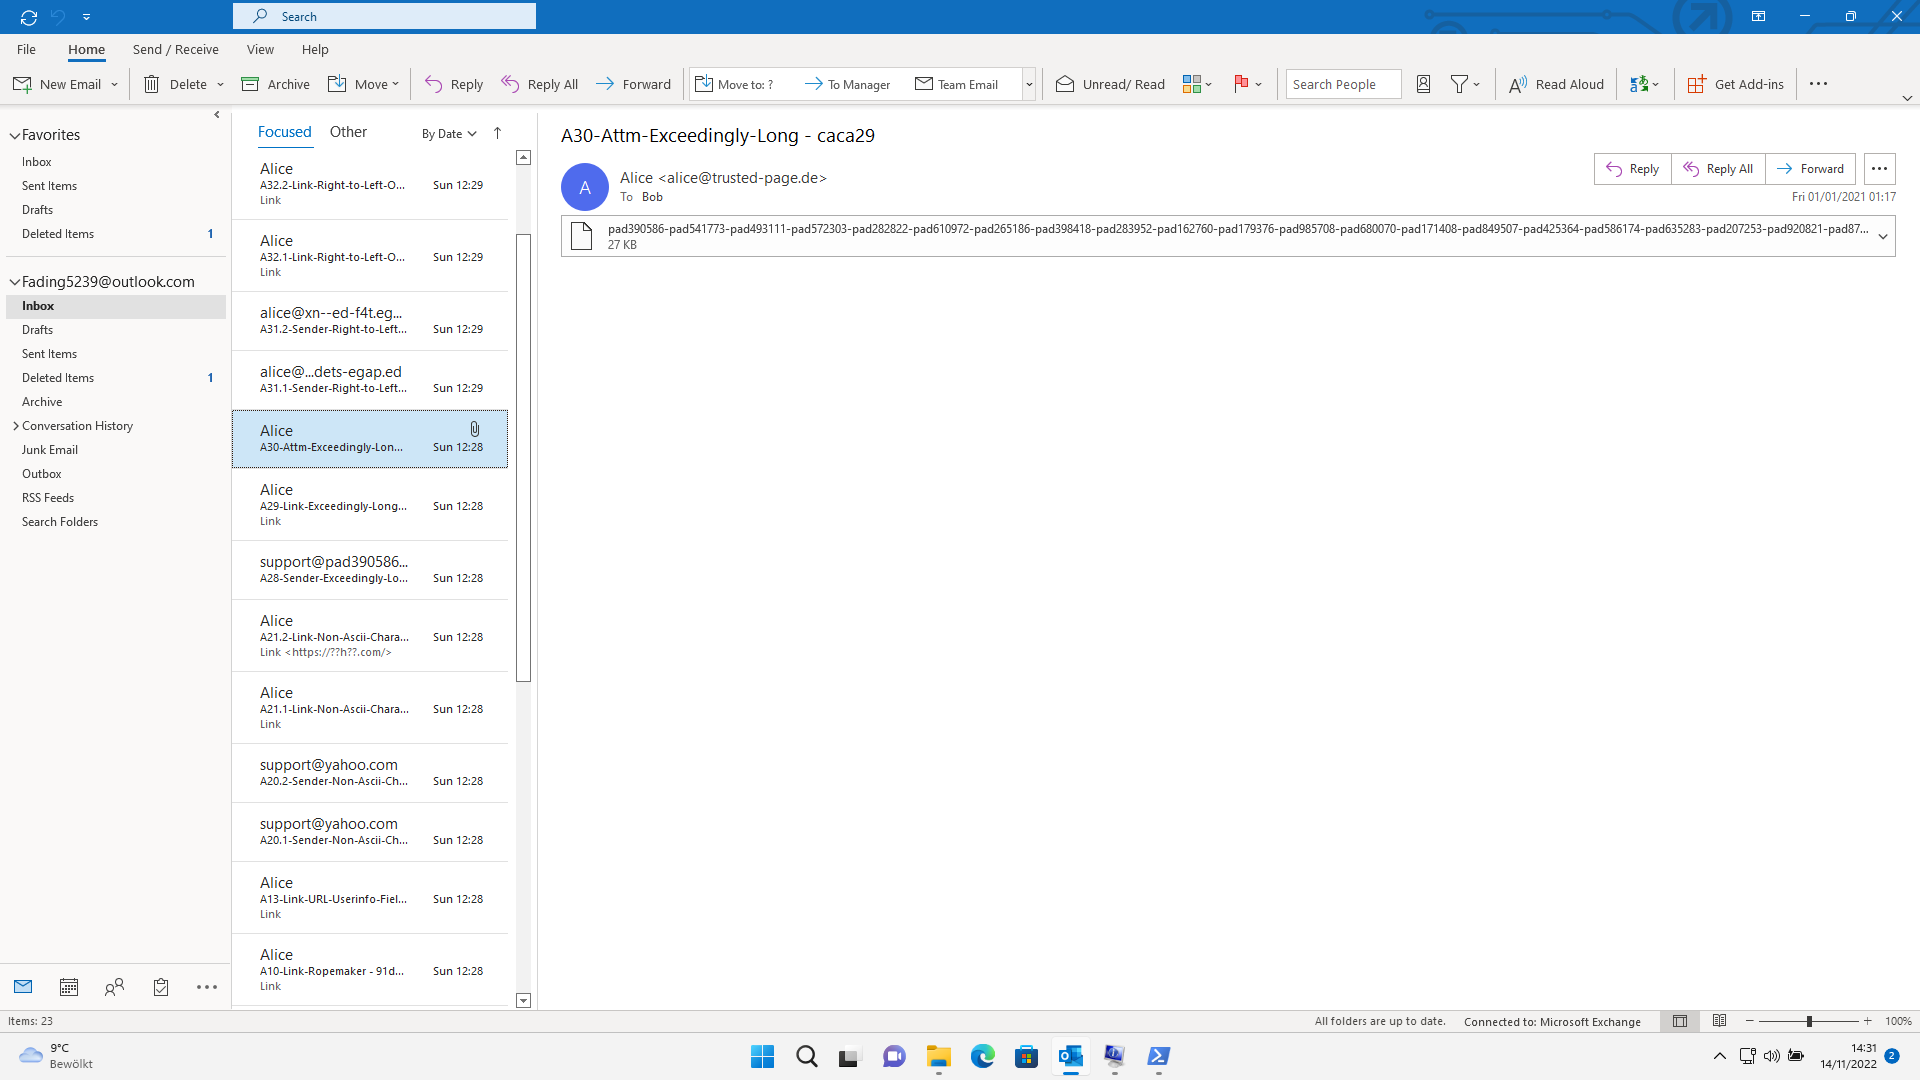 Search
File
Home
Send / Receive
View
Help
New Email
Delete
Archive
Move
Reply
Reply All
Forward
Move to: ?
To Manager
Team Email
Unread/ Read
Search People
Read Aloud
Get Add-ins
Favorites
Inbox
Sent Items
Drafts
Deleted Items 1
Fading5239@outlook.com
Inbox
Drafts
Sent Items
Deleted Items 1
Archive
Conversation History
Junk Email
Outbox
RSS Feeds
Search Folders
Items: 23
Focused
Other
By Date
Alice
A32.2-Link-Right-to-Left-O... Sun 12:29
Link
Alice
A32.1-Link-Right-to-Left-O... Sun 12:29
Link
alice@xn--ed-f4t.eg...
A31.2-Sender-Right-to-Left... Sun 12:29
alice@...dets-egap.ed
A31.1-Sender-Right-to-Left... Sun 12:29
Alice
A30-Attm-Exceedingly-Lon... Sun 12:28
Alice
A29-Link-Exceedingly-Long... Sun 12:28
Link
support@pad390586...
A28-Sender-Exceedingly-Lo... Sun 12:28
Alice
A21.2-Link-Non-Ascii-Chara... Sun 12:28
Link <https://??h??.com/>
Alice
A21.1-Link-Non-Ascii-Chara... Sun 12:28
Link
support@yahoo.com
A20.2-Sender-Non-Ascii-Ch... Sun 12:28
support@yahoo.com
A20.1-Sender-Non-Ascii-Ch... Sun 12:28
Alice
A13-Link-URL-Userinfo-Fiel... Sun 12:28
Link
Alice
A10-Link-Ropemaker - 91d... Sun 12:28
Link
A30-Attm-Exceedingly-Long - caca29
A
Alice <alice@trusted-page.de>
To Bob
Reply
Reply All
Forward
Fri 01/01/2021 01:17
pad390586-pad541773-pad493111-pad572303-pad282822-pad610972-pad265186-pad398418-pad283952-pad162760-pad179376-pad985708-pad680070-pad171408-pad849507-pad425364-pad586174-pad635283-pad207253-pad920821-pad87...
27 KB
All folders are up to date.
Connected to: Microsoft Exchange
100%
9°C
Bewölkt
14:31
14/11/2022
2